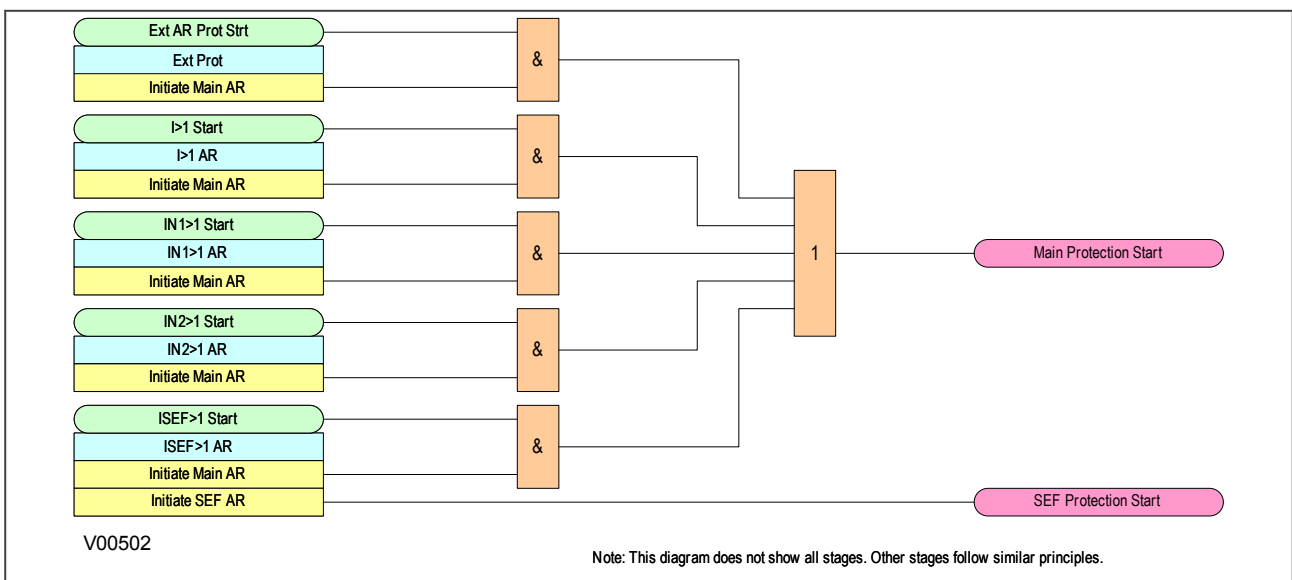 Ext AR Prot Strt
Ext Prot
Initiate Main AR
&
I>1 Start
I>1 AR
Initiate Main AR
&
IN1>1 Start
IN1>1 AR
Initiate Main AR
&
IN2>1 Start
IN2>1 AR
Initiate Main AR
&
ISEF>1 Start
ISEF>1 AR
Initiate Main AR
Initiate SEF AR
&
1
Main Protection Start
SEF Protection Start
V00502
Note: This diagram does not show all stages. Other stages follow similar principles.